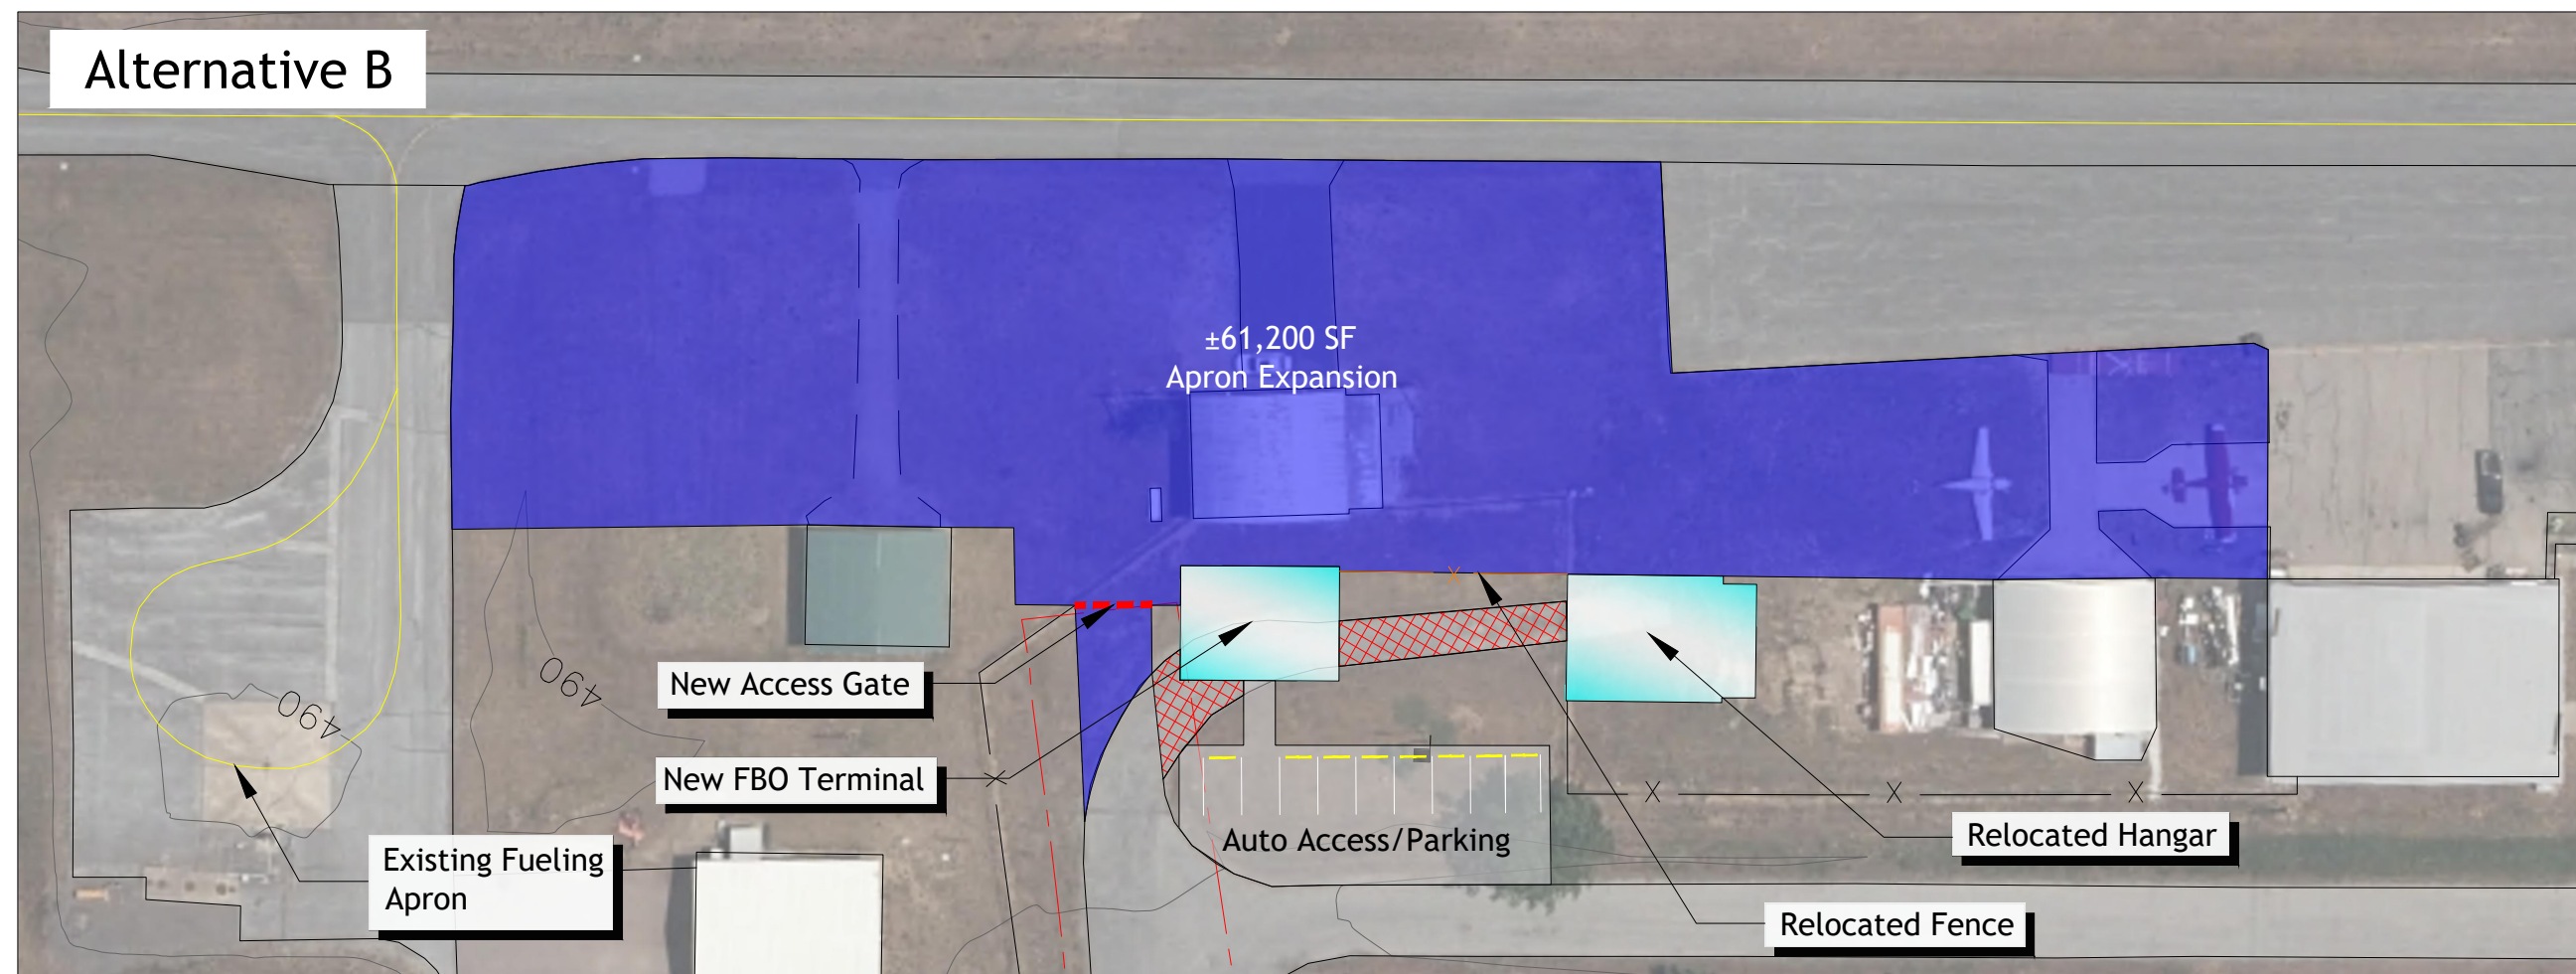 Alternative B
±61,200 SF
Apron Expansion
New Access Gate
New FBO Terminal
490
490
Existing Fueling
Apron
Auto Access/Parking
X
X
X
X
X
Relocated Hangar
Relocated Fence